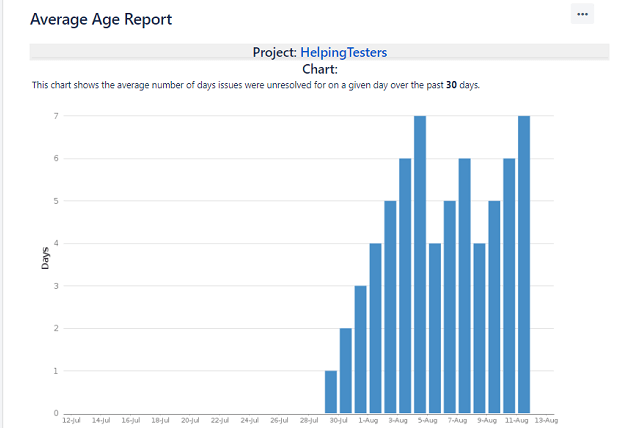 Average Age Report
•••
Project: HelpingTesters
Chart:
This chart shows the average number of days issues were unresolved for on a given day over the past 30 days.
7
6
5
4
3
2
1
0
Days
12-Jul 14-Jul 16-Jul 18-Jul 20-Jul 22-Jul 24-Jul 26-Jul 28-Jul 30-Jul 1-Aug 3-Aug 5-Aug 7-Aug 9-Aug 11-Aug 13-Aug